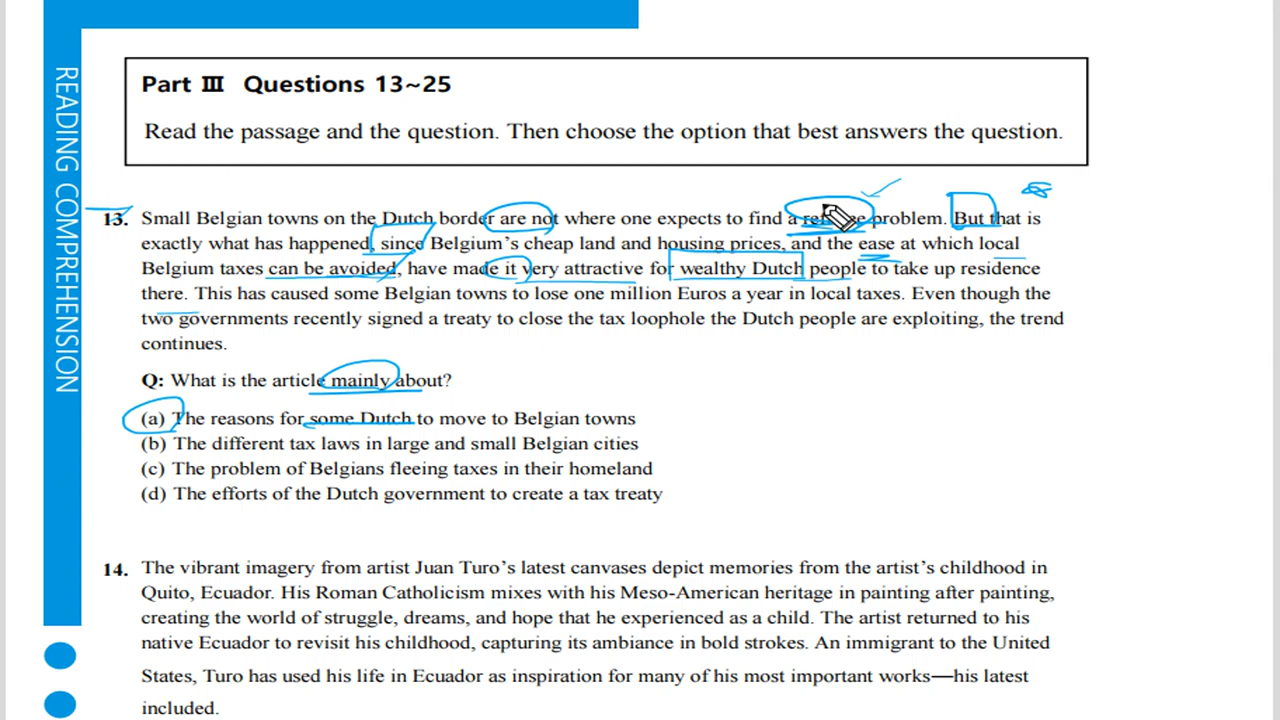 READING COMPREHENSION
Part Ⅲ Questions 13~25
Read the passage and the question. Then choose the option that best answers the question.
13. Small Belgian towns on the Dutch border are not where one expects to find a problem. But that is
exactly what has happened, since Belgium's cheap land and housing prices, and the ease at which local
Belgium taxes can be avoided, have made it very attractive for wealthy Dutch people to take up residence
there. This has caused some Belgian towns to lose one million Euros a year in local taxes. Even though the
two governments recently signed a treaty to close the tax loophole the Dutch people are exploiting, the trend
continues.
Q: What is the article mainly about?
(a) The reasons for some Dutch to move to Belgian towns
(b) The different tax laws in large and small Belgian cities
(c) The problem of Belgians fleeing taxes in their homeland
(d) The efforts of the Dutch government to create a tax treaty
14. The vibrant imagery from artist Juan Turo's latest canvases depict memories from the artist's childhood in
Quito, Ecuador. His Roman Catholicism mixes with his Meso-American heritage in painting after painting,
creating the world of struggle, dreams, and hope that he experienced as a child. The artist returned to his
native Ecuador to revisit his childhood, capturing its ambiance in bold strokes. An immigrant to the United
States, Turo has used his life in Ecuador as inspiration for many of his most important works—his latest
included.